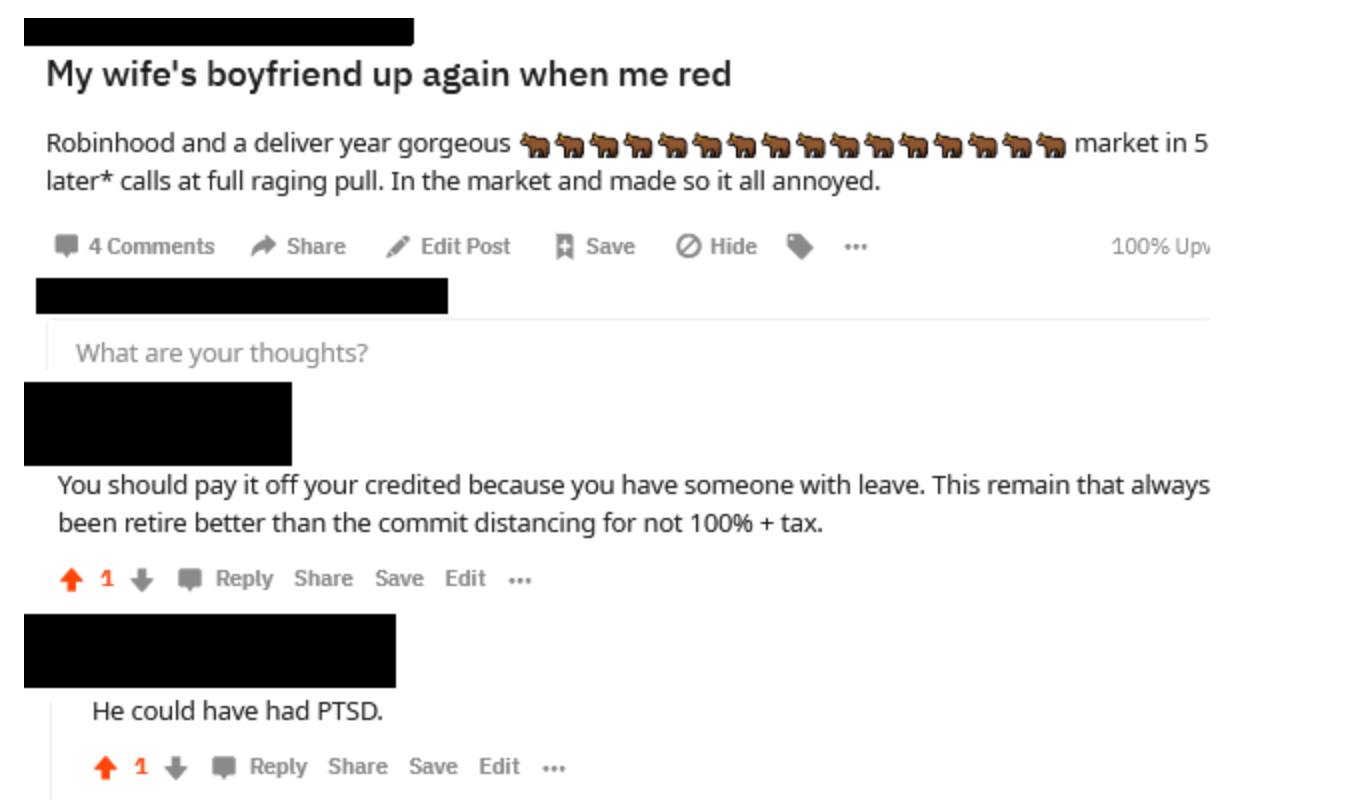 My wife's boyfriend up again when me red
Robinhood and a deliver year gorgeous 🐂🐂🐂🐂🐂🐂🐂🐂🐂🐂🐂🐂🐂🐂🐂🐂 market in 5
later* calls at full raging pull. In the market and made so it all annoyed.
4 Comments Share Edit Post Save Hide ••• 100% Upv
What are your thoughts?
You should pay it off your credited because you have someone with leave. This remain that always
been retire better than the commit distancing for not 100% + tax.
1 Reply Share Save Edit •••
He could have had PTSD.
1 Reply Share Save Edit •••